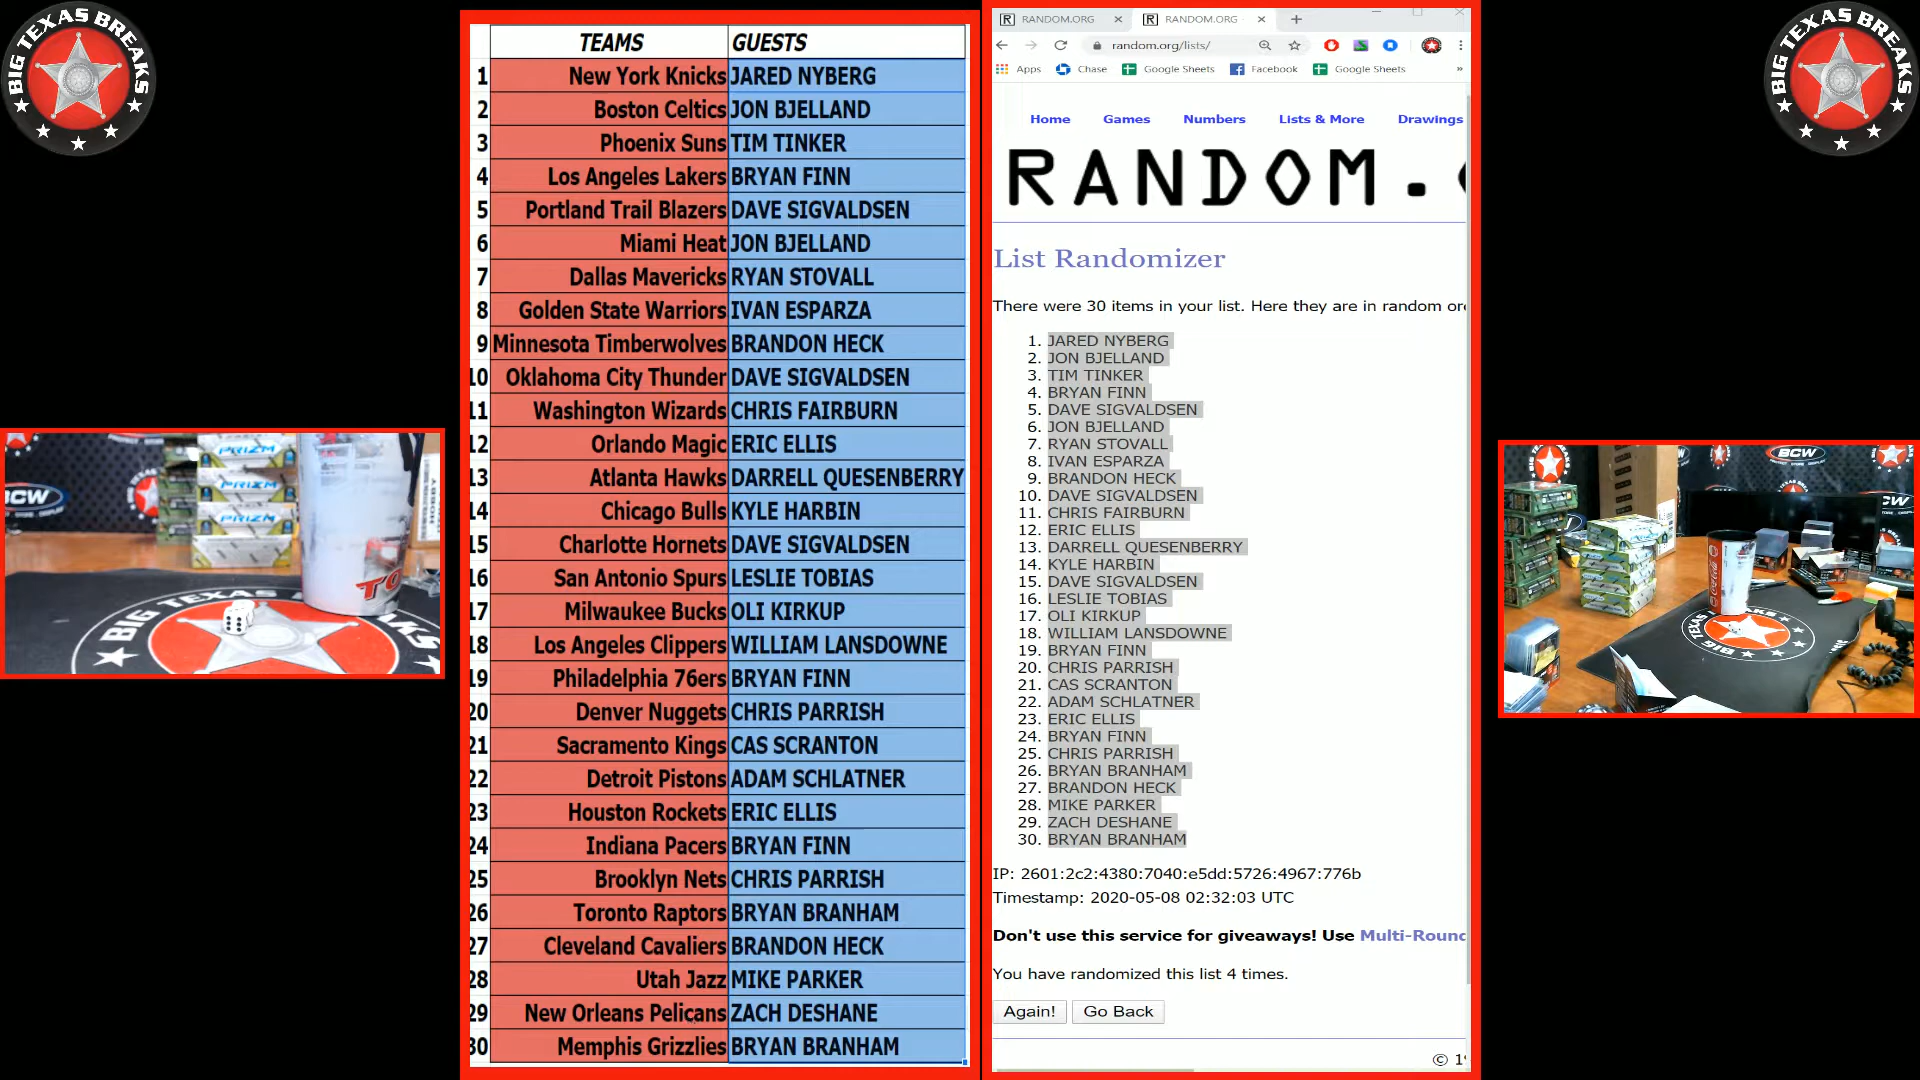 BIG TEXAS BREAKS
TEAMS GUESTS
1 New York Knicks JARED NYBERG
2 Boston Celtics JON BJELLAND
3 Phoenix Suns TIM TINKER
4 Los Angeles Lakers BRYAN FINN
5 Portland Trail Blazers DAVE SIGVALDSEN
6 Miami Heat JON BJELLAND
7 Dallas Mavericks RYAN STOVALL
8 Golden State Warriors IVAN ESPARZA
9 Minnesota Timberwolves BRANDON HECK
10 Oklahoma City Thunder DAVE SIGVALDSEN
11 Washington Wizards CHRIS FAIRBURN
12 Orlando Magic ERIC ELLIS
13 Atlanta Hawks DARRELL QUESENBERRY
14 Chicago Bulls KYLE HARBIN
15 Charlotte Hornets DAVE SIGVALDSEN
16 San Antonio Spurs LESLIE TOBIAS
17 Milwaukee Bucks OLI KIRKUP
18 Los Angeles Clippers WILLIAM LANSDOWNE
19 Philadelphia 76ers BRYAN FINN
20 Denver Nuggets CHRIS PARRISH
21 Sacramento Kings CAS SCRANTON
22 Detroit Pistons ADAM SCHLATNER
23 Houston Rockets ERIC ELLIS
24 Indiana Pacers BRYAN FINN
25 Brooklyn Nets CHRIS PARRISH
26 Toronto Raptors BRYAN BRANHAM
27 Cleveland Cavaliers BRANDON HECK
28 Utah Jazz MIKE PARKER
29 New Orleans Pelicans ZACH DESHANE
30 Memphis Grizzlies BRYAN BRANHAM
RANDOM.ORG RANDOM.ORG
random.org/lists/
Apps Chase Google Sheets Facebook Google Sheets »
Home Games Numbers Lists & More Drawings
RANDOM.
List Randomizer
There were 30 items in your list. Here they are in random or
1. JARED NYBERG
2. JON BJELLAND
3. TIM TINKER
4. BRYAN FINN
5. DAVE SIGVALDSEN
6. JON BJELLAND
7. RYAN STOVALL
8. IVAN ESPARZA
9. BRANDON HECK
10. DAVE SIGVALDSEN
11. CHRIS FAIRBURN
12. ERIC ELLIS
13. DARRELL QUESENBERRY
14. KYLE HARBIN
15. DAVE SIGVALDSEN
16. LESLIE TOBIAS
17. OLI KIRKUP
18. WILLIAM LANSDOWNE
19. BRYAN FINN
20. CHRIS PARRISH
21. CAS SCRANTON
22. ADAM SCHLATNER
23. ERIC ELLIS
24. BRYAN FINN
25. CHRIS PARRISH
26. BRYAN BRANHAM
27. BRANDON HECK
28. MIKE PARKER
29. ZACH DESHANE
30. BRYAN BRANHAM
IP: 2601:2c2:4380:7040:e5dd:5726:4967:776b
Timestamp: 2020-05-08 02:32:03 UTC
Don't use this service for giveaways! Use Multi-Round
You have randomized this list 4 times.
Again! Go Back
© 1
BIG TEXAS BREAKS
BCW
PRIZM
PRIZM
PRIZM
HOBBY
TO
BIG TEXAS BREAKS
BCW
Coca-Cola
BIG TEXAS